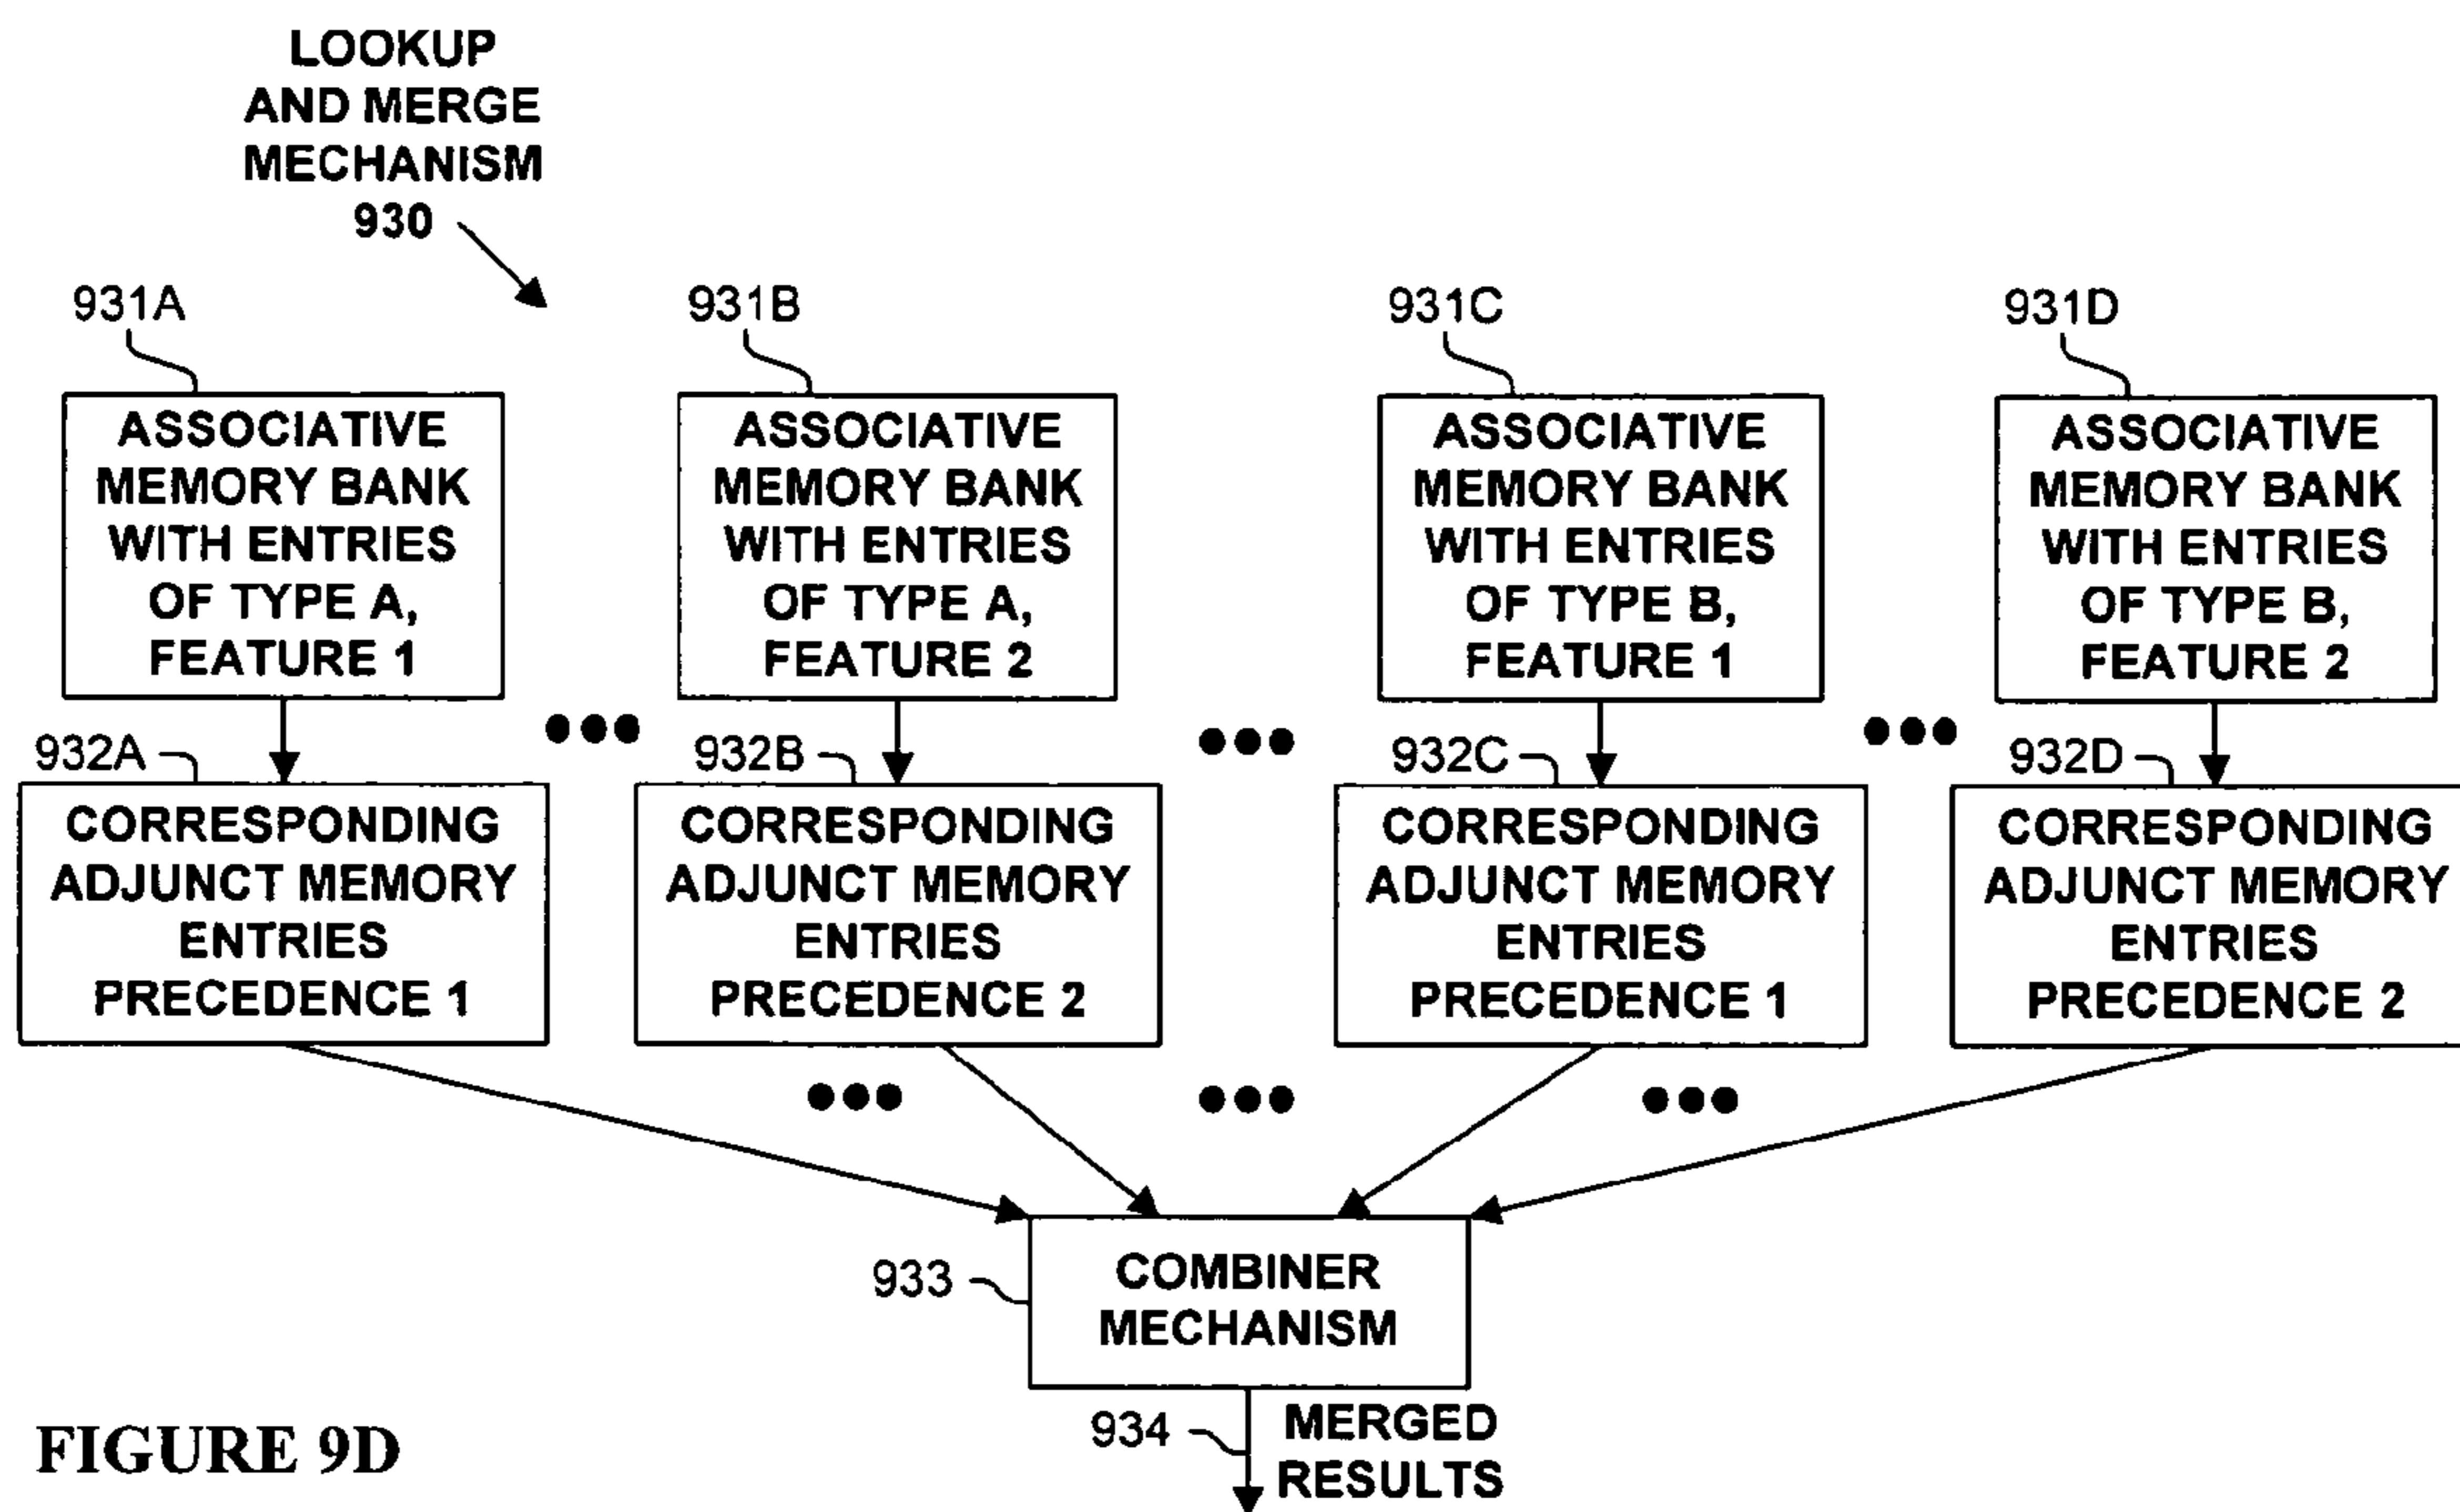 LOOKUP
AND MERGE
MECHANISM
930
931A
931B
931C
931D
ASSOCIATIVE
MEMORY BANK
WITH ENTRIES
OF TYPE A,
FEATURE 1
ASSOCIATIVE
MEMORY BANK
WITH ENTRIES
OF TYPE A,
FEATURE 2
ASSOCIATIVE
MEMORY BANK
WITH ENTRIES
OF TYPE B,
FEATURE 1
ASSOCIATIVE
MEMORY BANK
WITH ENTRIES
OF TYPE B,
FEATURE 2
932A
932B
932C
932D
CORRESPONDING
ADJUNCT MEMORY
ENTRIES
PRECEDENCE 1
CORRESPONDING
ADJUNCT MEMORY
ENTRIES
PRECEDENCE 2
CORRESPONDING
ADJUNCT MEMORY
ENTRIES
PRECEDENCE 1
CORRESPONDING
ADJUNCT MEMORY
ENTRIES
PRECEDENCE 2
933
COMBINER
MECHANISM
934
MERGED
RESULTS
FIGURE 9D